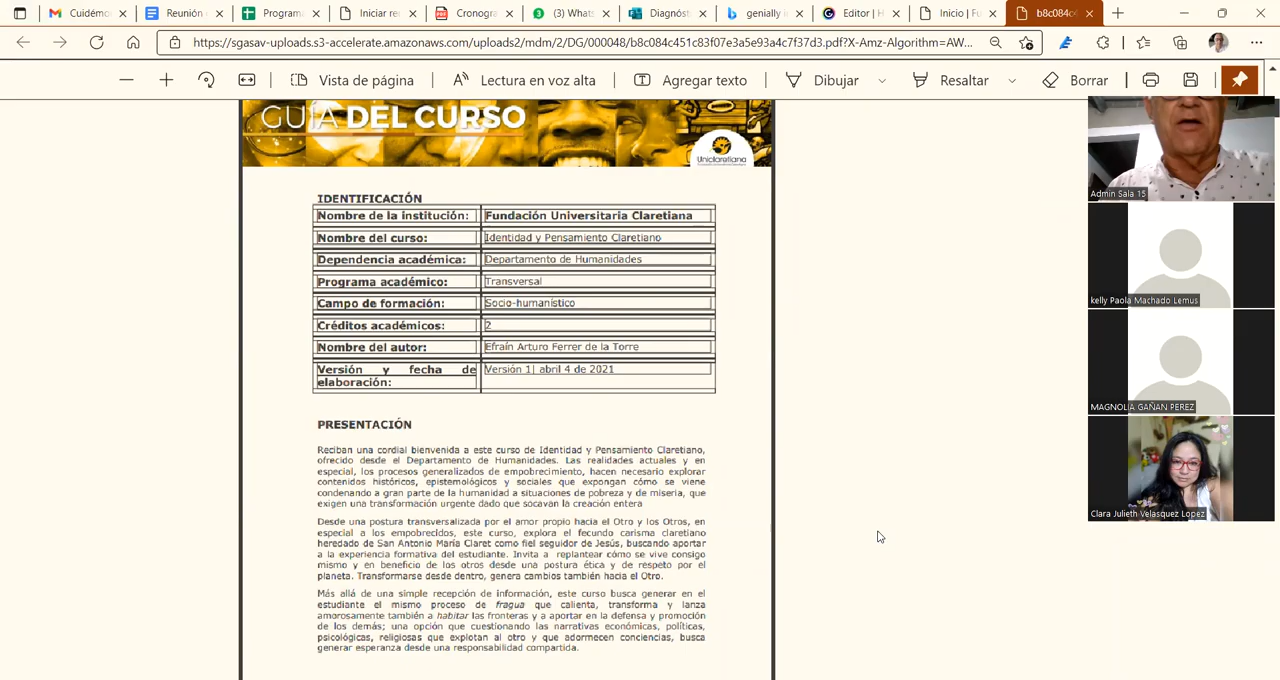 Cuidémo
Reunión
Programa
Iniciar re
Cronogra
(3) (What
Diagnóst
genially i
Editor | H
Inicio | Fu
b8c084c
https://sgasav-uploads.s3-accelerate.amazonaws.com/uploads2/mdm/2/DG/000048/b8c084c451c83f07e3a5e93a4c7f37d3.pdf?X-Amz-Algorithm=AW...
Vista de página
Lectura en voz alta
Agregar texto
Dibujar
Resaltar
Borrar
GUÍA DEL CURSO
Uniclaretiana
IDENTIFICACIÓN
Nombre de la institución: Fundación Universitaria Claretiana
Nombre del curso: Identidad y Pensamiento Claretiano
Dependencia académica: Departamento de Humanidades
Programa académico: Transversal
Campo de formación: Socio-humanístico
Créditos académicos: 2
Nombre del autor: Efraín Arturo Ferrer de la Torre
Versión y fecha de Versión 1| abril 4 de 2021
elaboración:
PRESENTACIÓN
Reciban una cordial bienvenida a este curso de Identidad y Pensamiento Claretiano,
ofrecido desde el Departamento de Humanidades. Las realidades actuales y en
especial, los procesos generalizados de empobrecimiento, hacen necesario explorar
contenidos históricos, epistemológicos y sociales que expongan cómo se viene
condenando a gran parte de la humanidad a situaciones de pobreza y de miseria, que
exigen una transformación urgente dado que socavan la creación entera
Desde una postura transversalizada por el amor propio hacia el Otro y los Otros, en
especial a los empobrecidos, este curso, explora el fecundo carisma claretiano
heredado de San Antonio María Claret como fiel seguidor de Jesús, buscando aportar
a la experiencia formativa del estudiante. Invita a replantear cómo se vive consigo
mismo y en beneficio de los otros desde una postura ética y de respeto por el
planeta. Transformarse desde dentro, genera cambios también hacia el Otro.
Más allá de una simple recepción de información, este curso busca generar en el
estudiante el mismo proceso de fragua que calienta, transforma y lanza
amorosamente también a habitar las fronteras y a aportar en la defensa y promoción
de los demás; una opción que cuestionando las narrativas económicas, políticas,
psicológicas, religiosas que explotan al otro y que adormecen conciencias, busca
generar esperanza desde una responsabilidad compartida.
Admin Sala 15
kelly Paola Machado Lemus
MAGNOLIA GAÑAN PEREZ
Clara Julieth Velasquez Lopez